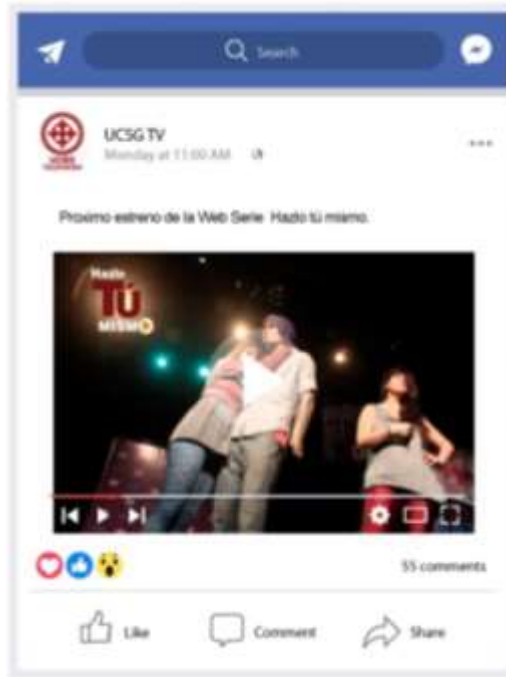 Search
UCSG TV
Monday at 11:00 AM
Proximo estreno de la Web Serie Hazlo tú mismo.
Hazlo
TÚ
MISMO
55 comments
Like
Comment
Share